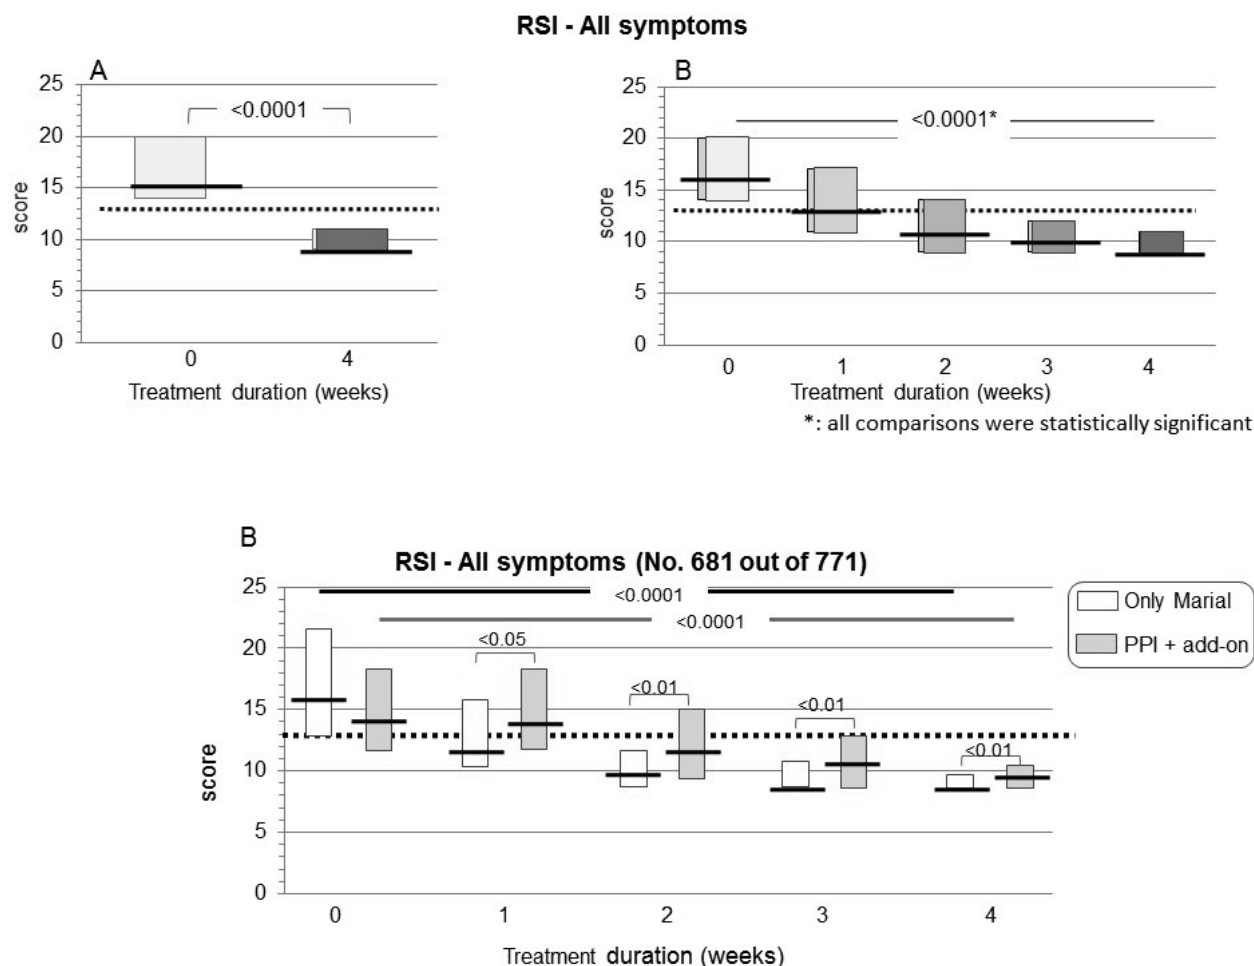 RSI - All symptoms
A
25
20
15
10
5
0
score
<0.0001
0 4
Treatment duration (weeks)
B
25
20
15
10
5
0
score
<0.0001*
0 1 2 3 4
Treatment duration (weeks)
*: all comparisons were statistically significant
B
RSI - All symptoms (No. 681 out of 771)
25
20
15
10
5
0
score
<0.0001
<0.0001
<0.05
<0.01
<0.01
<0.01
Only Marial
PPI + add-on
0 1 2 3 4
Treatment duration (weeks)